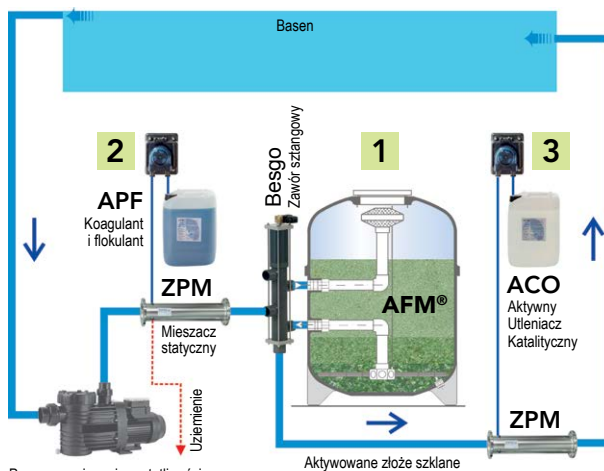 Basen
2
APF
Koagulant
i flokulant
ZPM
Mieszacz
statyczny
Uziemienie
Besgo
Zawór sztangowy
1
AFM®
3
ACO
Aktywny
Utleniacz
Katalityczny
ZPM
Aktywowane złoże szklane